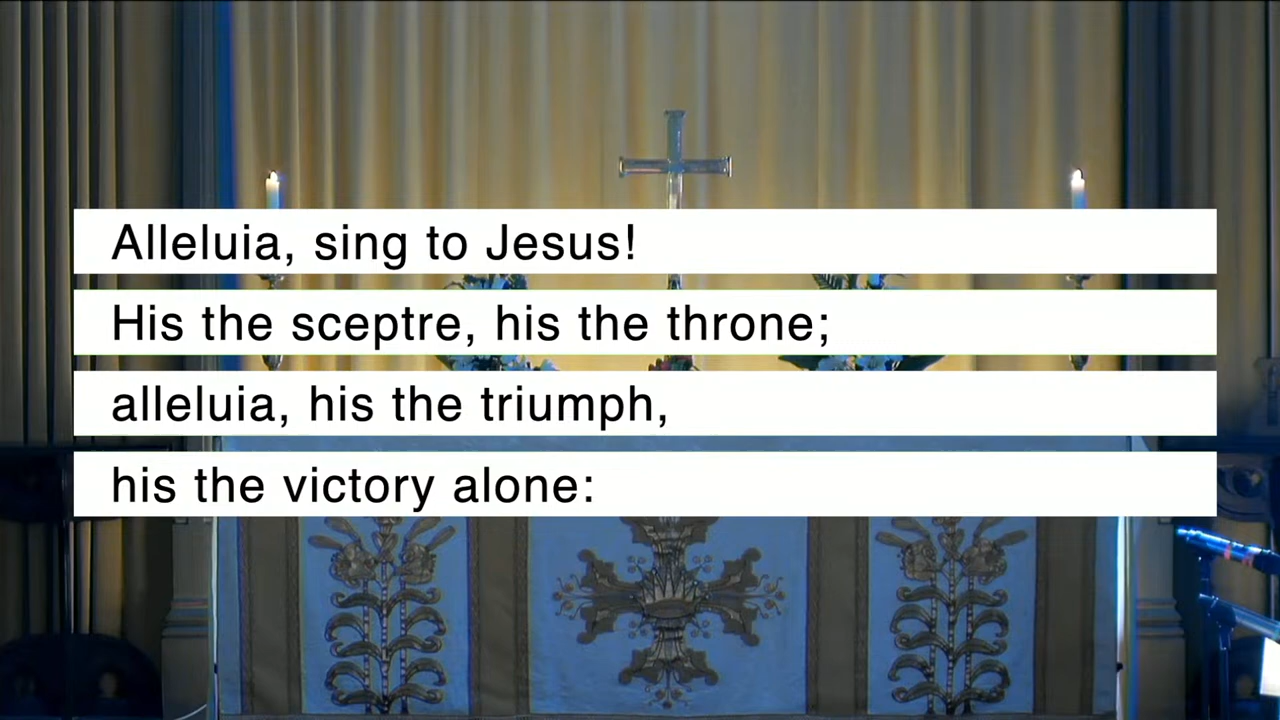 Alleluia, sing to Jesus!
His the sceptre, his the throne;
alleluia, his the triumph,
his the victory alone: